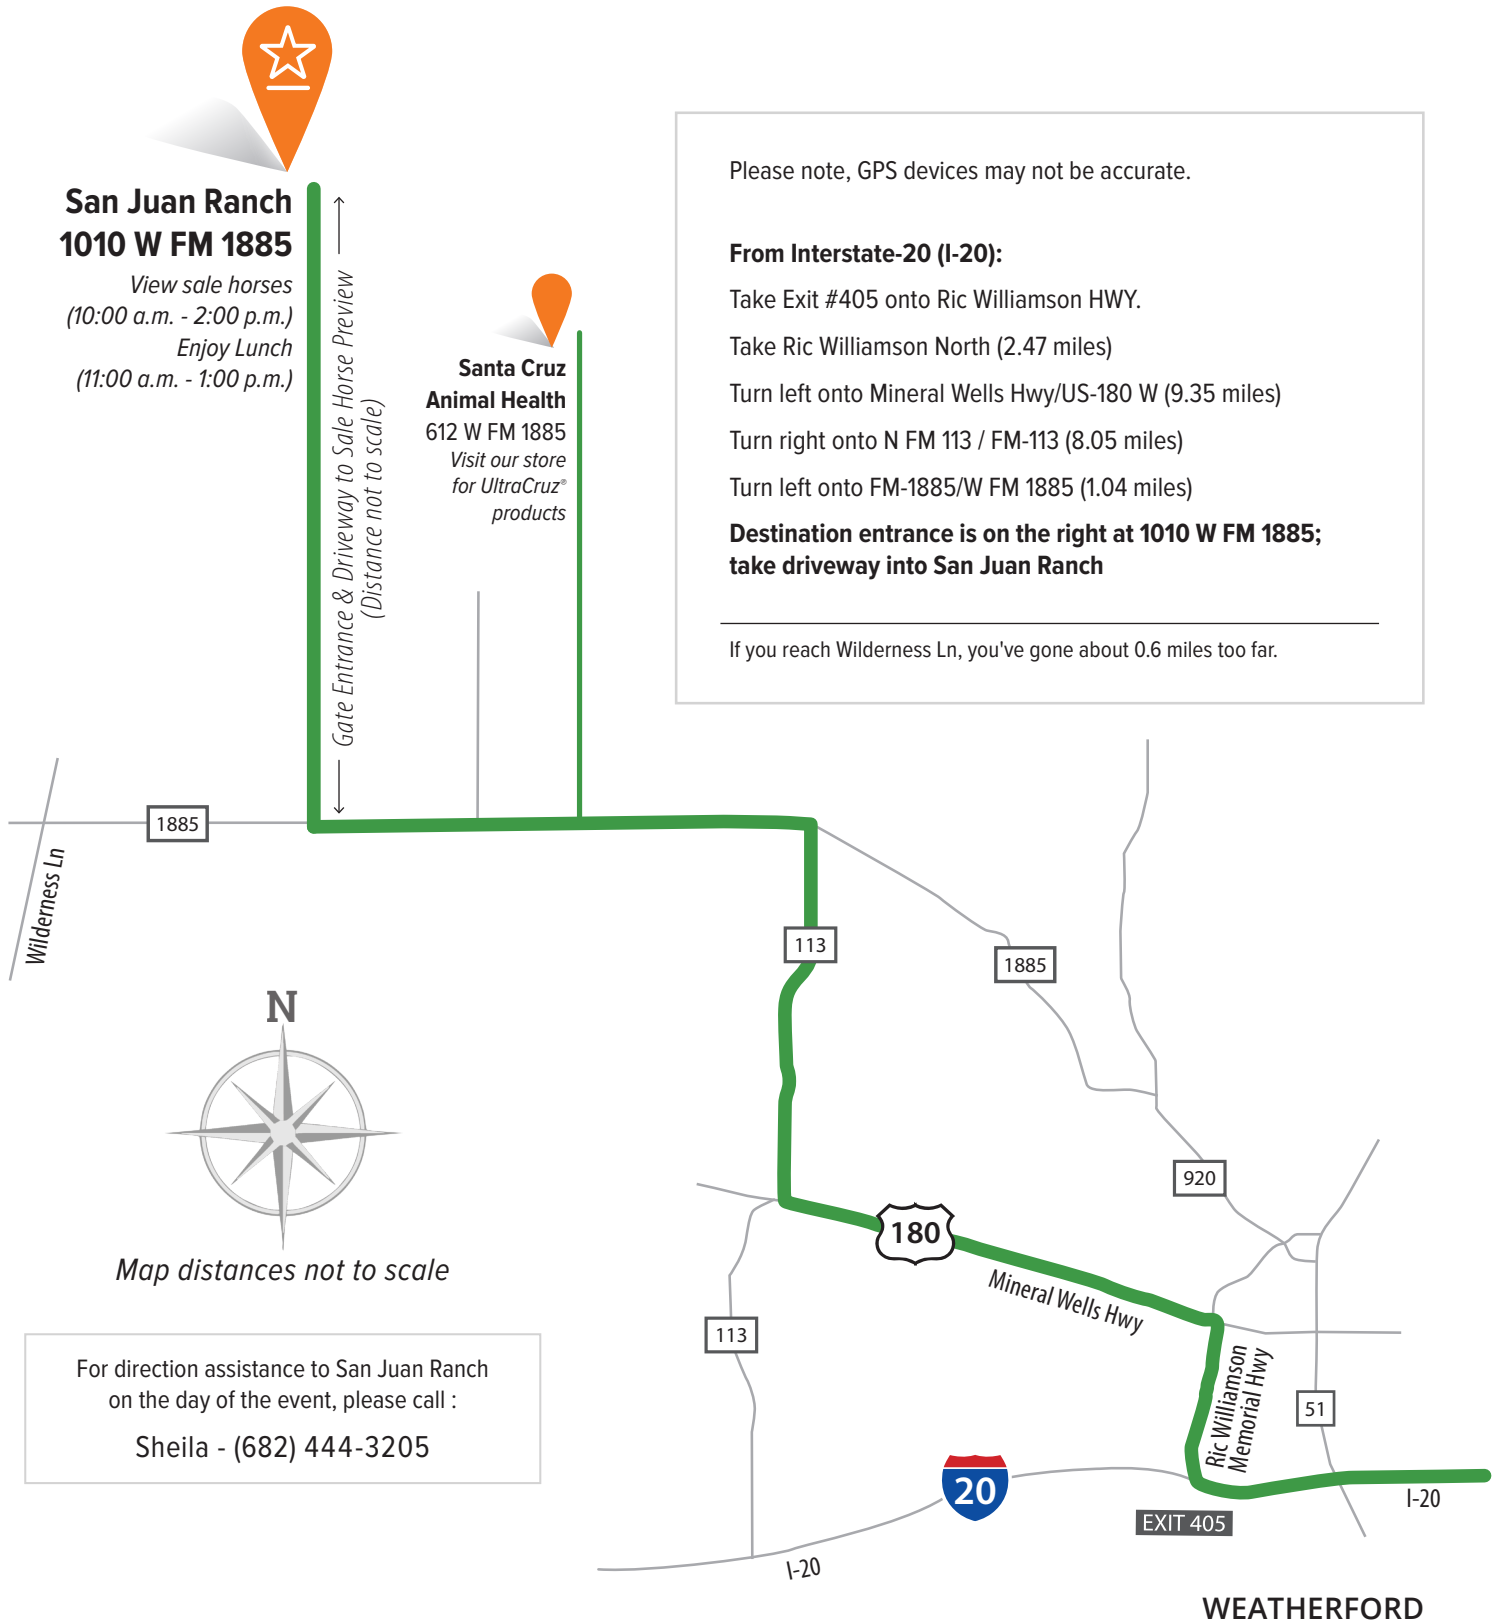 San Juan Ranch
1010 W FM 1885
View sale horses
(10:00 a.m. - 2:00 p.m.)
Enjoy Lunch
(11:00 a.m. - 1:00 p.m.)
Gate Entrance & Driveway to Sale Horse Preview
(Distance not to scale)
Santa Cruz
Animal Health
612 W FM 1885
Visit our store
for UltraCruz®
products
Please note, GPS devices may not be accurate.
From Interstate-20 (I-20):
Take Exit #405 onto Ric Williamson HWY.
Take Ric Williamson North (2.47 miles)
Turn left onto Mineral Wells Hwy/US-180 W (9.35 miles)
Turn right onto N FM 113 / FM-113 (8.05 miles)
Turn left onto FM-1885/W FM 1885 (1.04 miles)
Destination entrance is on the right at 1010 W FM 1885;
take driveway into San Juan Ranch
If you reach Wilderness Ln, you've gone about 0.6 miles too far.
1885
Wilderness Ln
113
1885
N
920
180
Mineral Wells Hwy
Map distances not to scale
113
Ric Williamson
Memorial Hwy
51
For direction assistance to San Juan Ranch
on the day of the event, please call :
Sheila - (682) 444-3205
20
I-20
EXIT 405
I-20
WEATHERFORD